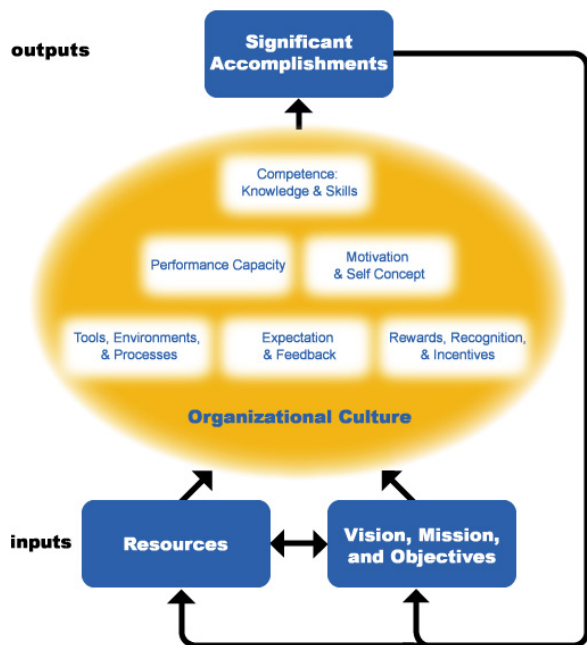 outputs
Significant
Accomplishments
Competence:
Knowledge & Skills
Performance Capacity
Motivation
& Self Concept
Tools, Environments,
& Processes
Expectation
& Feedback
Rewards, Recognition,
& Incentives
Organizational Culture
inputs
Resources
Vision, Mission,
and Objectives